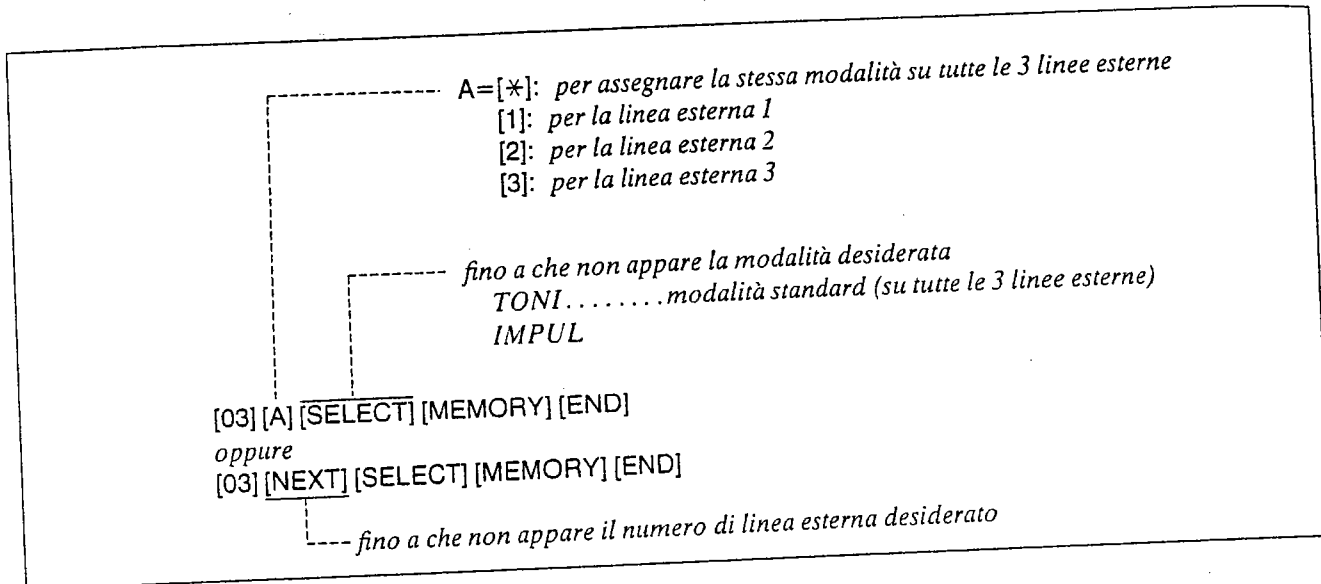 A=[*]: per assegnare la stessa modalità su tutte le 3 linee esterne
[1]: per la linea esterna 1
[2]: per la linea esterna 2
[3]: per la linea esterna 3
fino a che non appare la modalità desiderata
TONI........modalità standard (su tutte le 3 linee esterne)
IMPUL
[03] [A] [SELECT] [MEMORY] [END]
oppure
[03] [NEXT] [SELECT] [MEMORY] [END]
fino a che non appare il numero di linea esterna desiderato